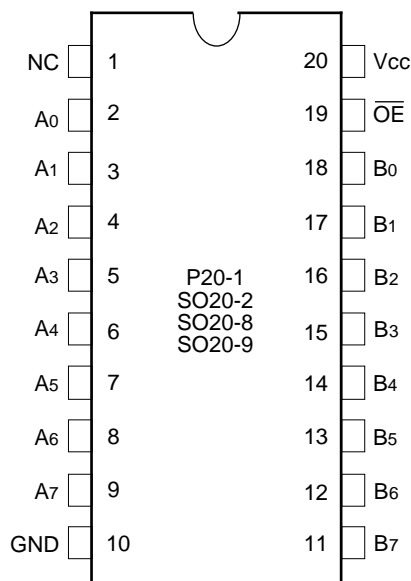 NC 1 20 Vcc
A0 2 19 OE
A1 3 18 B0
A2 4 17 B1
A3 5 16 B2
A4 6 15 B3
A5 7 14 B4
A6 8 13 B5
A7 9 12 B6
GND 10 11 B7
P20-1
SO20-2
SO20-8
SO20-9